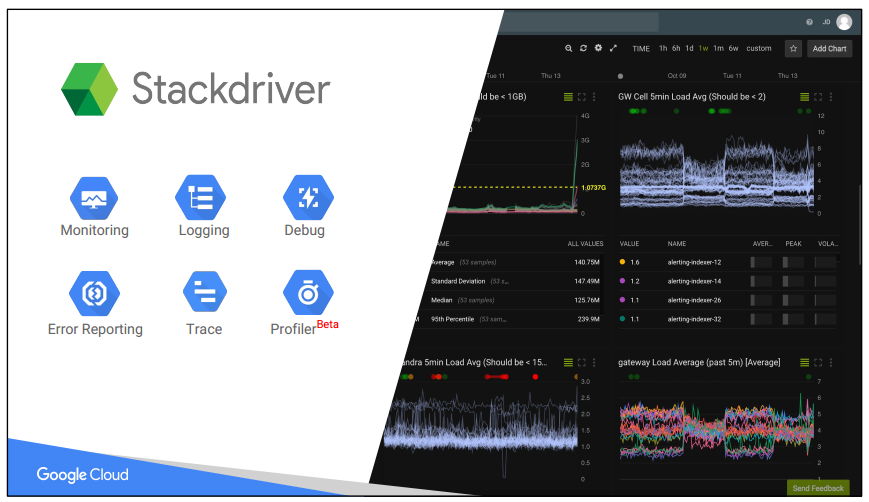 Stackdriver
Monitoring
Logging
Debug
Error Reporting
Trace
Profiler Beta
Google Cloud
JD
TIME 1h 6h 1d 1w 1m 6w custom
Add Chart
Tue 11 Thu 13
Oct 09 Tue 11 Thu 13
ld be < 1GB)
4G
3G
2G
1.0737G
0
GW Cell 5min Load Avg (Should be < 2)
12
10
8
6
4
2
0
AME ALL VALUES
Average (53 samples) 140.75M
Standard Deviation (53 s... 147.49M
Median (53 samples) 125.76M
M 95th Percentile (53 sam... 239.9M
VALUE NAME AVER... PEAK VOLA...
1.6 alerting-indexer-12
1.2 alerting-indexer-14
1.1 alerting-indexer-26
1.1 alerting-indexer-32
andra 5min Load Avg (Should be < 15...
3.0
2.5
2.0
1.5
1.0
0.5
0
gateway Load Average (past 5m) [Average]
7
6
5
4
3
2
1
Send Feedback